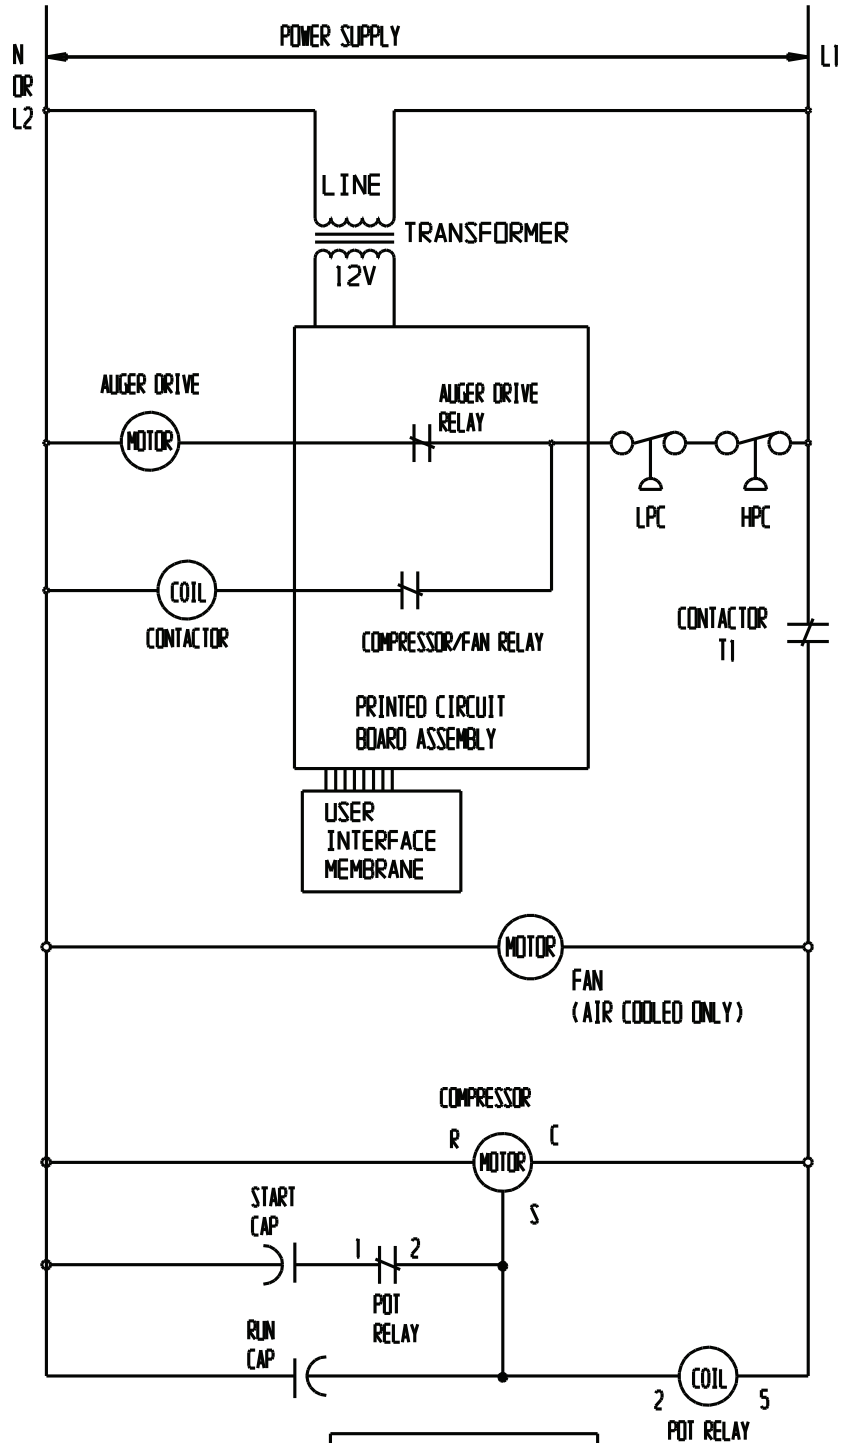 POWER SUPPLY
N
OR
L2
L1
LINE
TRANSFORMER
12V
AUGER DRIVE
MOTOR
AUGER DRIVE
RELAY
LPC
HPC
COIL
CONTACTOR
COMPRESSOR/FAN RELAY
CONTACTOR
T1
PRINTED CIRCUIT
BOARD ASSEMBLY
USER
INTERFACE
MEMBRANE
MOTOR
FAN
(AIR COOLED ONLY)
COMPRESSOR
R
MOTOR
C
S
START
CAP
1
2
POT
RELAY
RUN
CAP
COIL
2
5
POT RELAY